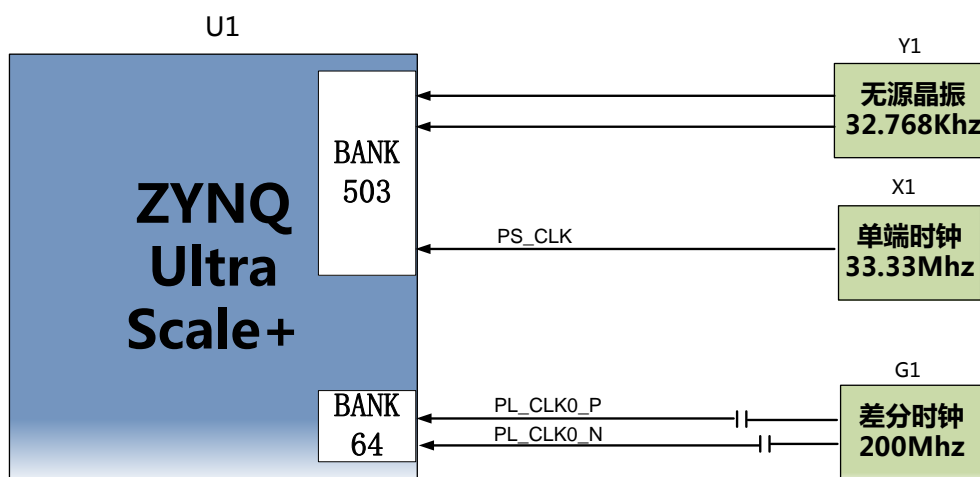 U1
ZYNQ
Ultra
Scale+
BANK
503
BANK
64
PS_CLK
PL_CLK0_P
PL_CLK0_N
Y1
无源晶振
32.768Khz
X1
单端时钟
33.33Mhz
G1
差分时钟
200Mhz